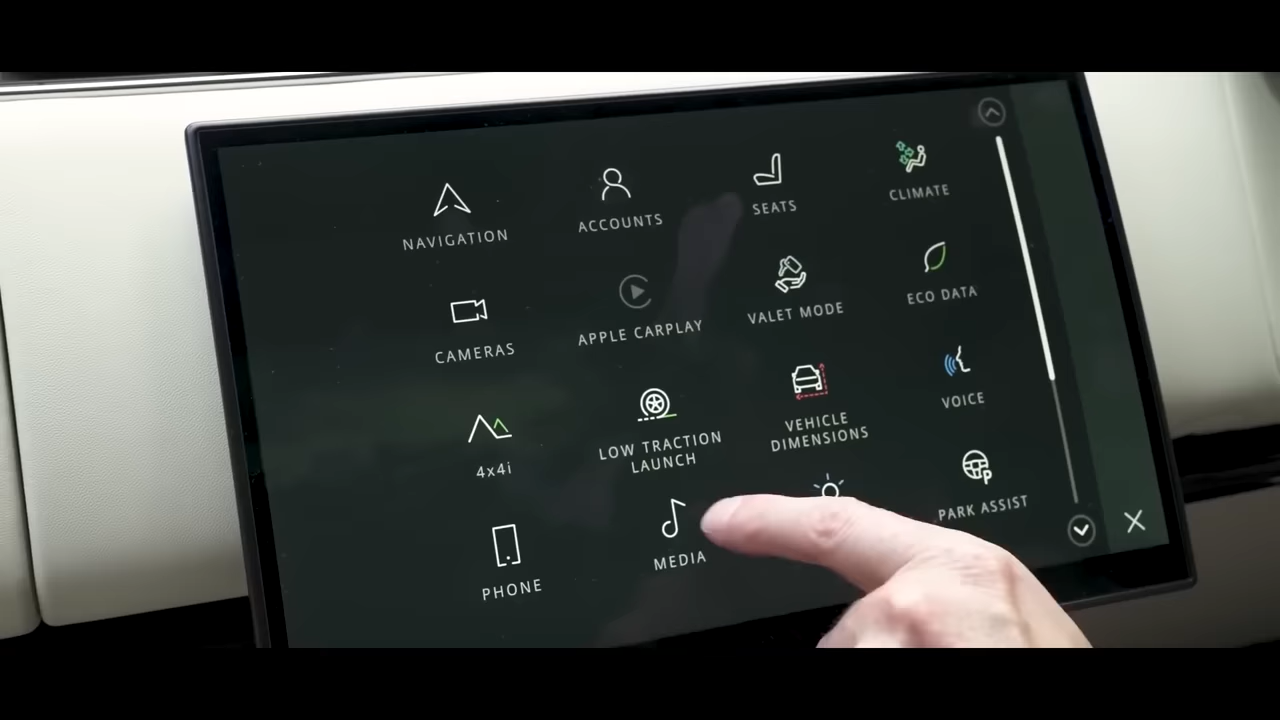 NAVIGATION
ACCOUNTS
SEATS
CLIMATE
CAMERAS
APPLE CARPLAY
VALET MODE
ECO DATA
4x4i
LOW TRACTION
LAUNCH
VEHICLE
DIMENSIONS
VOICE
PHONE
MEDIA
P
PARK ASSIST